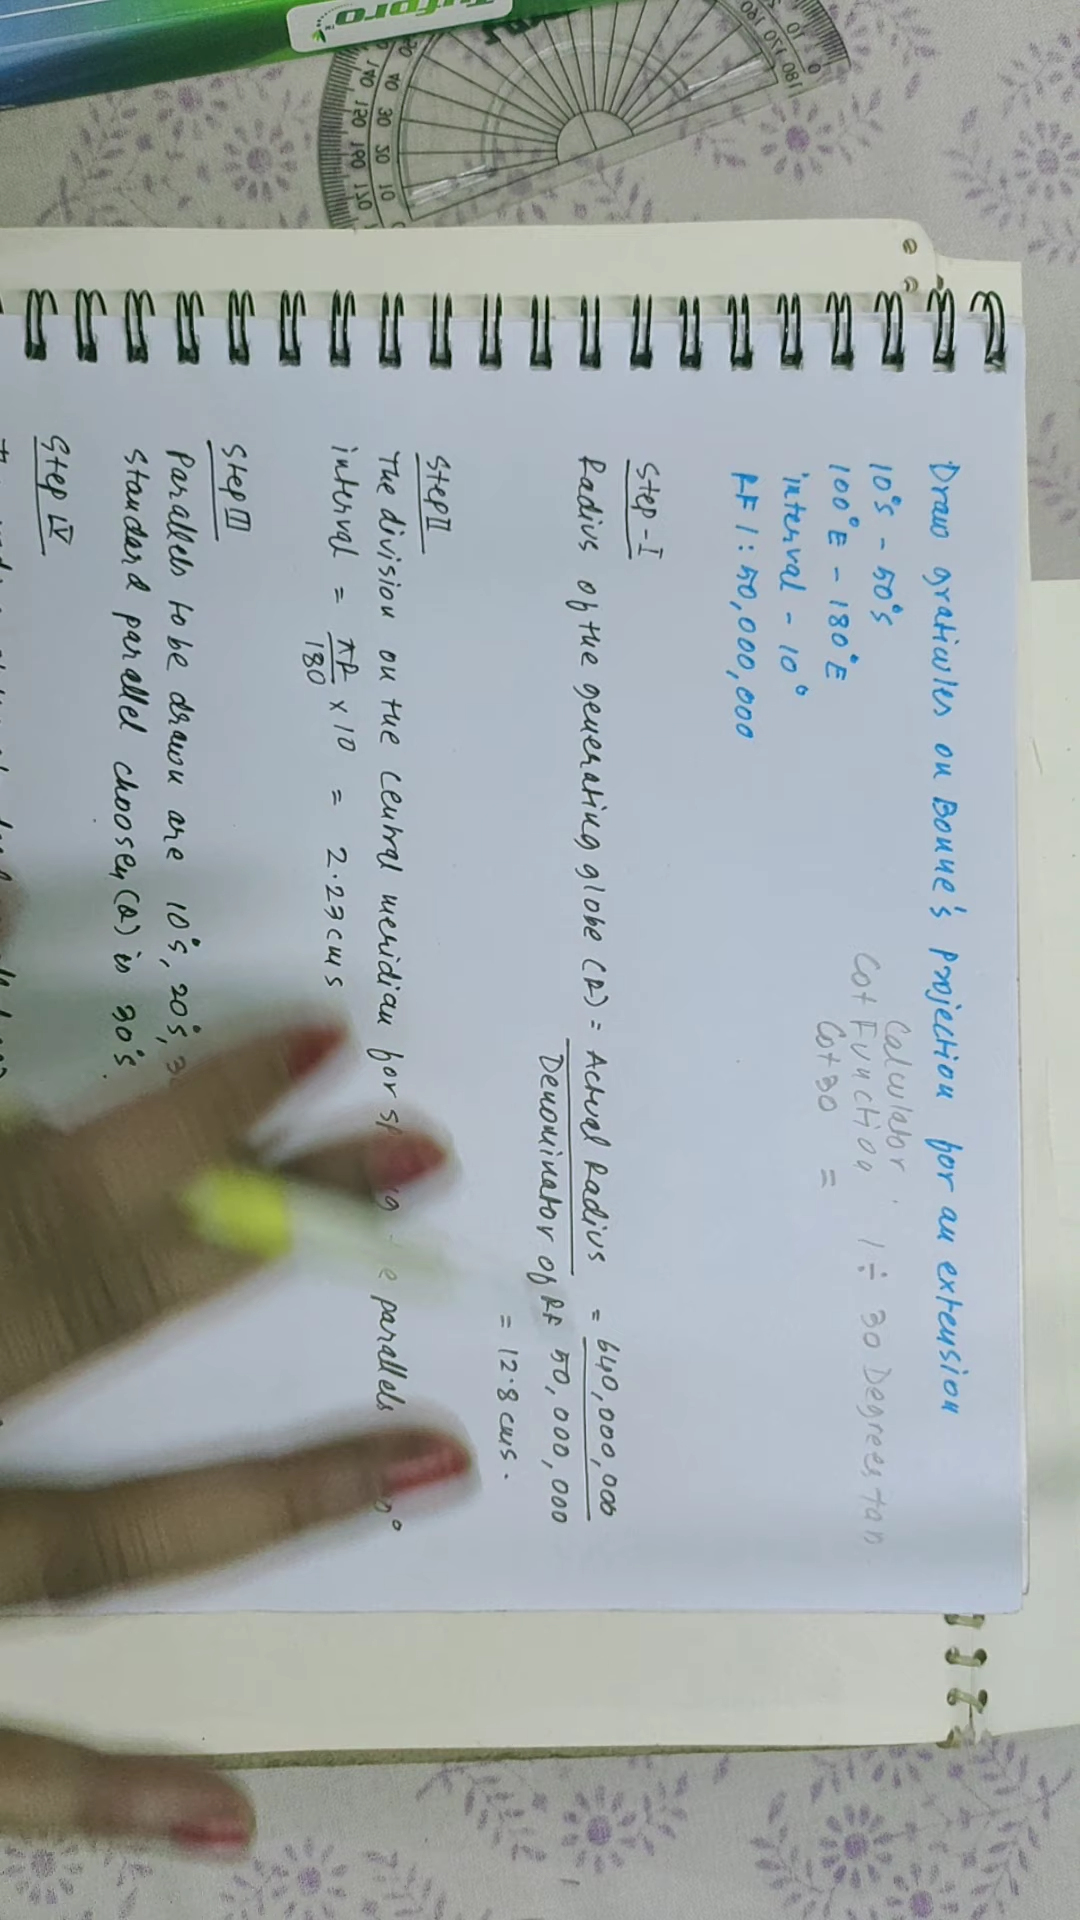 Draw graticules on Bonne's projection for an extension
10°S - 50°S
100°E - 180°E
interval - 10°
RF 1 : 50,000,000
Calculator
Cot Function 1 ÷ 30 Degrees tan
Cot 30 =
Step - I
Radius of the generating globe (R) = Actual Radius = 640,000,000
Denominator of RF 50,000,000
= 12.8 cms.
Step II
The division on the central meridian for parallels
interval = πR × 10 = 2.23 cms
180
Step III
Parallels to be drawn are 10°S, 20°S,
Standard parallel choosen (Q) is 30°S.
Step IV